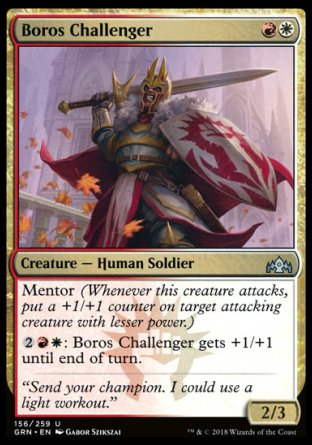 Boros Challenger
Creature — Human Soldier
Mentor (Whenever this creature attacks,
put a +1/+1 counter on target attacking
creature with lesser power.)
2: Boros Challenger gets +1/+1
until end of turn.
“Send your champion. I could use a
light workout.”
2/3
156/259 U
GRN • EN Gabor Szikszai
™ & © 2018 Wizards of the Coast